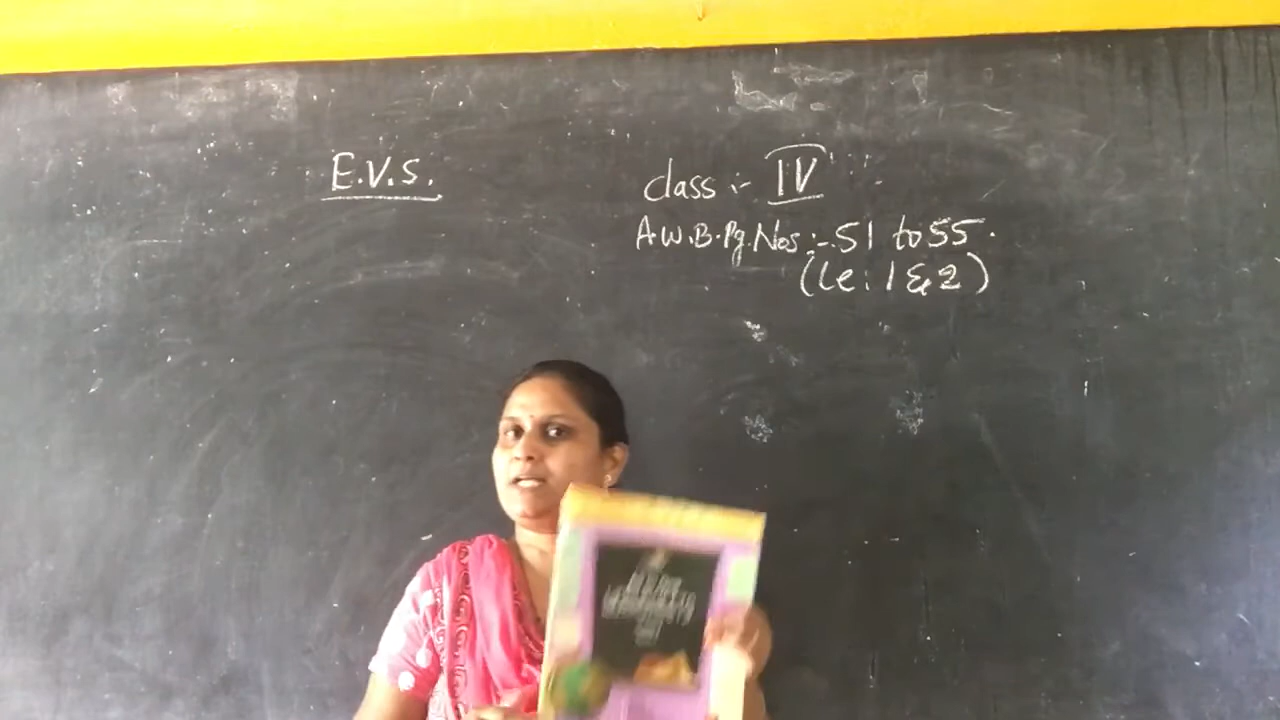 E.V.S.
class :- IV
A.W.B. Pg. Nos :- 51 to 55.
(Le: 1 & 2)